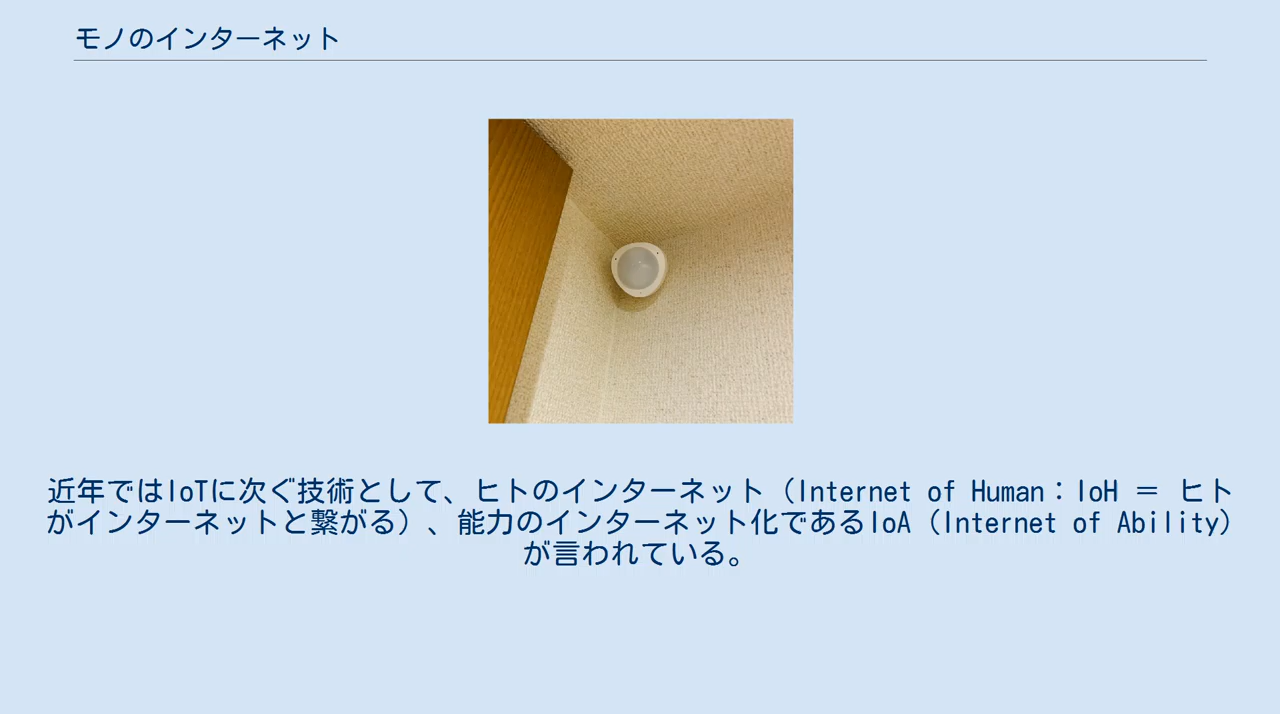 モノのインターネット
近年ではIoTに次ぐ技術として、ヒトのインターネット（Internet of Human：IoH ＝ ヒト
がインターネットと繋がる）、能力のインターネット化であるIoA（Internet of Ability）
が言われている。